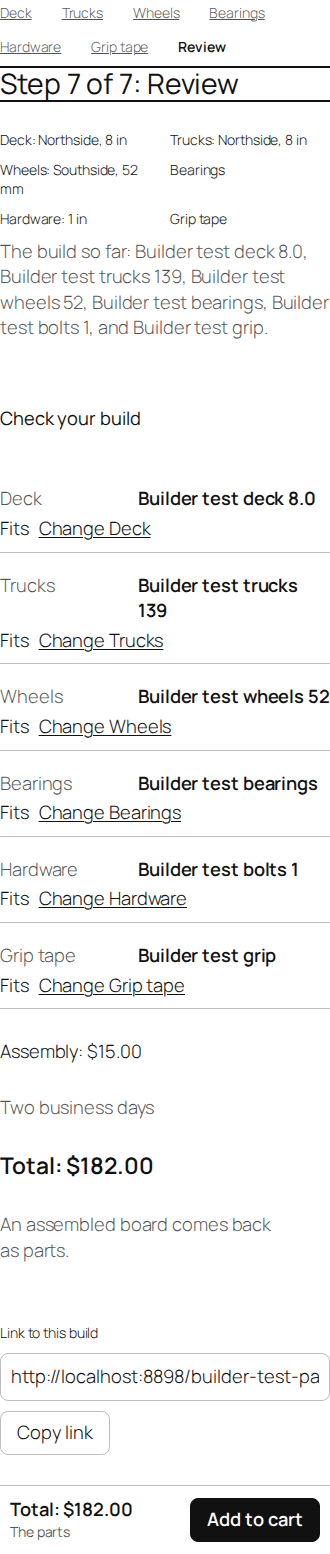 Deck Trucks Wheels Bearings
Hardware Grip tape Review
Step 7 of 7: Review
Deck: Northside, 8 in Trucks: Northside, 8 in
Wheels: Southside, 52 mm Bearings
Hardware: 1 in Grip tape
The build so far: Builder test deck 8.0,
Builder test trucks 139, Builder test
wheels 52, Builder test bearings, Builder
test bolts 1, and Builder test grip.
Check your build
Deck Builder test deck 8.0
Fits Change Deck
Trucks Builder test trucks 139
Fits Change Trucks
Wheels Builder test wheels 52
Fits Change Wheels
Bearings Builder test bearings
Fits Change Bearings
Hardware Builder test bolts 1
Fits Change Hardware
Grip tape Builder test grip
Fits Change Grip tape
Assembly: $15.00
Two business days
Total: $182.00
An assembled board comes back
as parts.
Link to this build
http://localhost:8898/builder-test-pa
Copy link
Total: $182.00
The parts
Add to cart